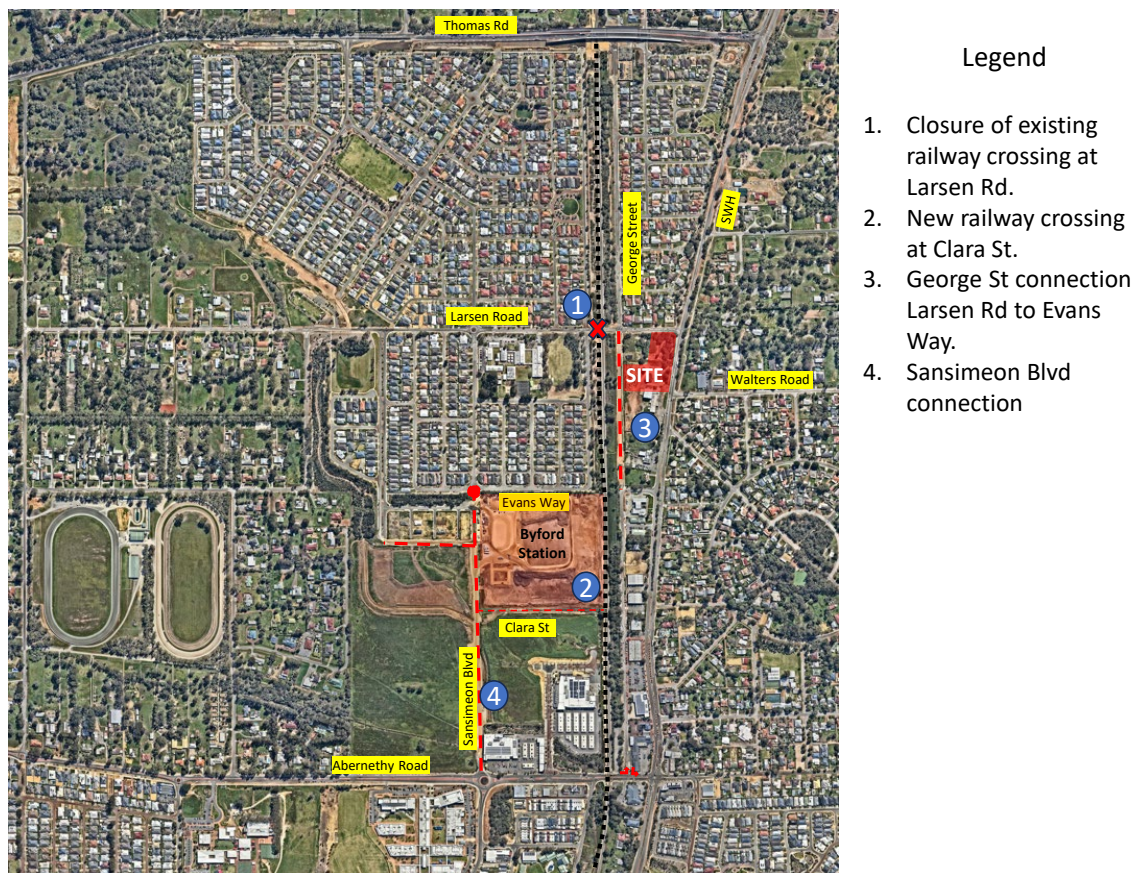 Thomas Rd
Legend
1. Closure of existing
railway crossing at
Larsen Rd.
2. New railway crossing
at Clara St.
3. George St connection
Larsen Rd to Evans
Way.
4. Sansimeon Blvd
connection
SWH
George Street
1
Larsen Road
SITE
Walters Road
3
Evans Way
Byford
Station
2
Clara St
Sansimeon Blvd
4
Abernethy Road